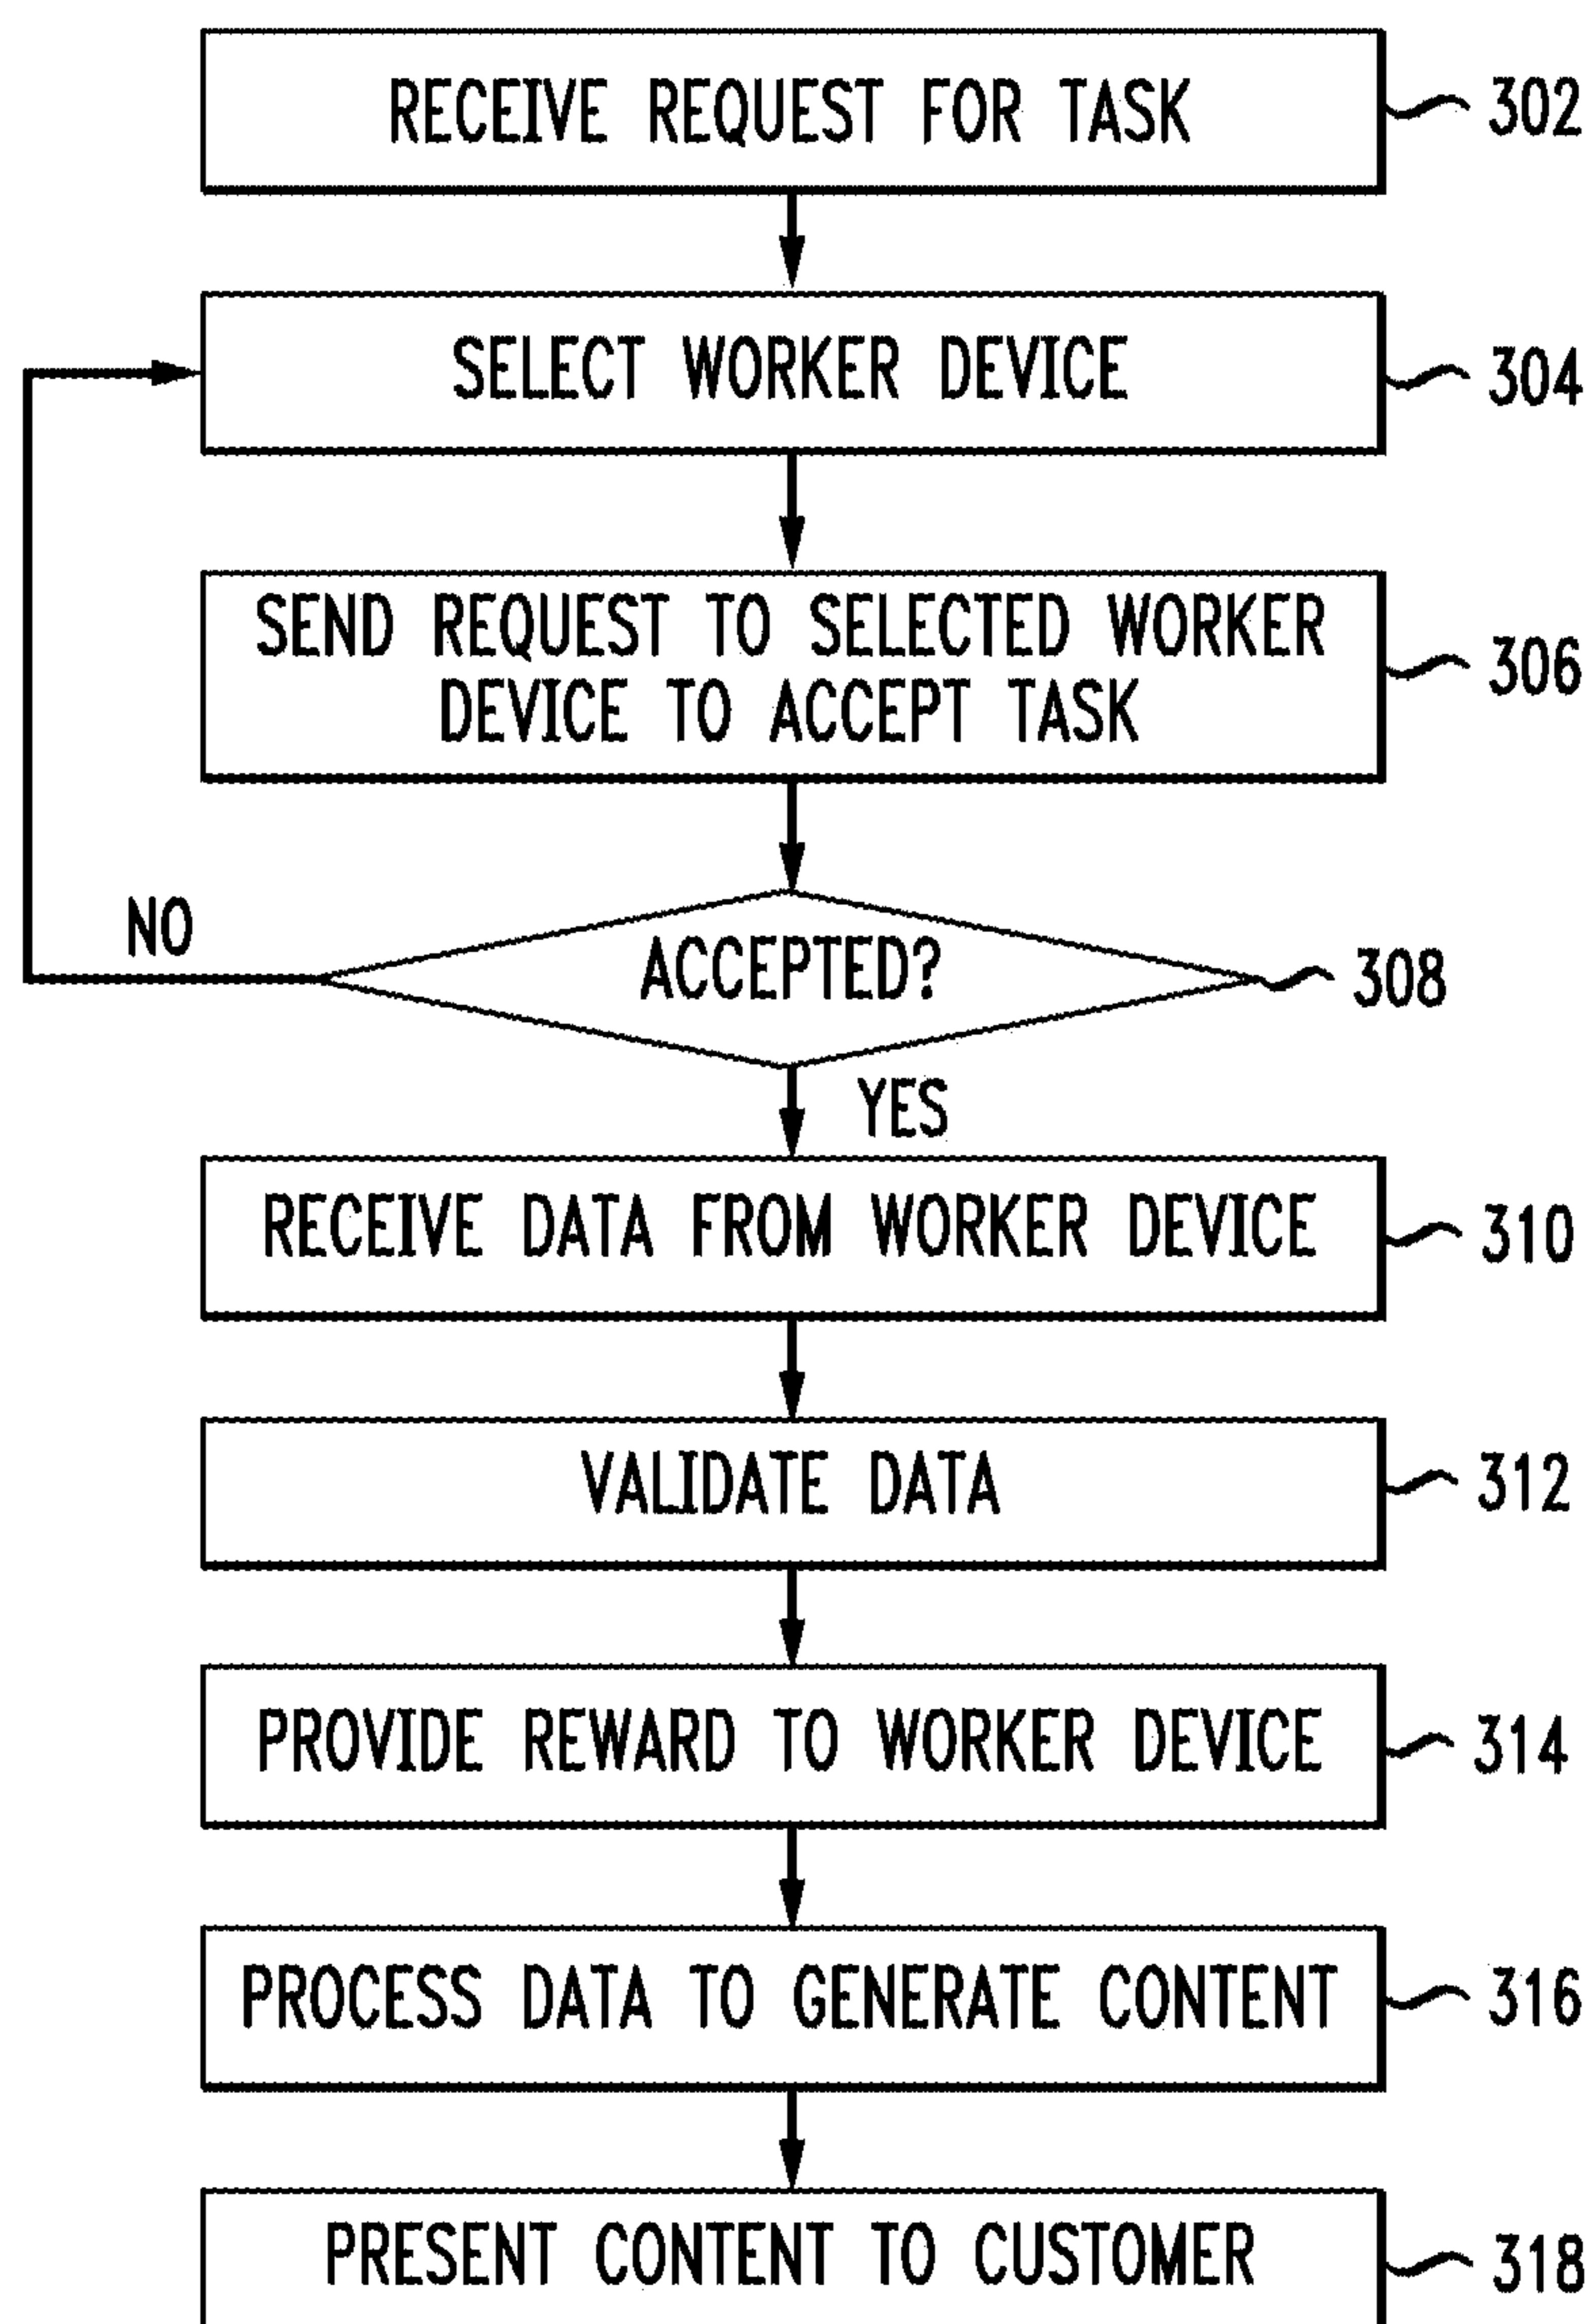 RECEIVE REQUEST FOR TASK
302
SELECT WORKER DEVICE
304
SEND REQUEST TO SELECTED WORKER
DEVICE TO ACCEPT TASK
306
NO
ACCEPTED?
308
YES
RECEIVE DATA FROM WORKER DEVICE
310
VALIDATE DATA
312
PROVIDE REWARD TO WORKER DEVICE
314
PROCESS DATA TO GENERATE CONTENT
316
PRESENT CONTENT TO CUSTOMER
318